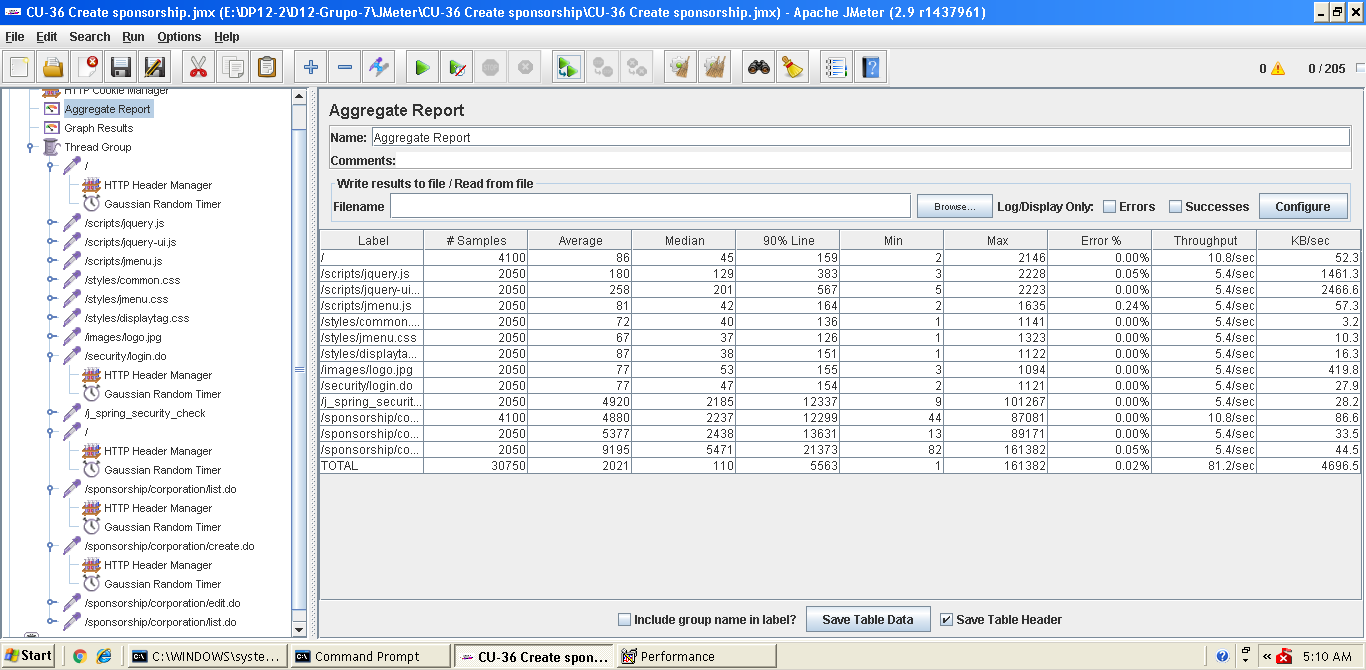 CU-36 Create sponsorship.jmx (E:\DP12-2\D12-Grupo-7\JMeter\CU-36 Create sponsorship\CU-36 Create sponsorship.jmx) - Apache JMeter (2.9 r1437961)
File Edit Search Run Options Help
0 0 / 205
HTTP Cookie Manager
Aggregate Report
Graph Results
Thread Group
/
HTTP Header Manager
Gaussian Random Timer
/scripts/jquery.js
/scripts/jquery-ui.js
/scripts/jmenu.js
/styles/common.css
/styles/jmenu.css
/styles/displaytag.css
/images/logo.jpg
/security/login.do
HTTP Header Manager
Gaussian Random Timer
/j_spring_security_check
/
HTTP Header Manager
Gaussian Random Timer
/sponsorship/corporation/list.do
HTTP Header Manager
Gaussian Random Timer
/sponsorship/corporation/create.do
HTTP Header Manager
Gaussian Random Timer
/sponsorship/corporation/edit.do
/sponsorship/corporation/list.do
Aggregate Report
Name: Aggregate Report
Comments:
Write results to file / Read from file
Filename Browse... Log/Display Only: Errors Successes Configure
Label # Samples Average Median 90% Line Min Max Error % Throughput KB/sec
/ 4100 86 45 159 2 2146 0.00% 10.8/sec 52.3
/scripts/jquery.js 2050 180 129 383 3 2228 0.05% 5.4/sec 1461.3
/scripts/jquery-ui... 2050 258 201 567 5 2223 0.00% 5.4/sec 2466.6
/scripts/jmenu.js 2050 81 42 164 2 1635 0.24% 5.4/sec 57.3
/styles/common.... 2050 72 40 136 1 1141 0.00% 5.4/sec 3.2
/styles/jmenu.css 2050 67 37 126 1 1323 0.00% 5.4/sec 10.3
/styles/displayta... 2050 87 38 151 1 1122 0.00% 5.4/sec 16.3
/images/logo.jpg 2050 77 53 155 3 1094 0.00% 5.4/sec 419.8
/security/login.do 2050 77 47 154 2 1121 0.00% 5.4/sec 27.9
/j_spring_securit... 2050 4920 2185 12337 9 101267 0.00% 5.4/sec 28.2
/sponsorship/co... 4100 4880 2237 12299 44 87081 0.00% 10.8/sec 86.6
/sponsorship/co... 2050 5377 2438 13631 13 89171 0.00% 5.4/sec 33.5
/sponsorship/co... 2050 9195 5471 21373 82 161382 0.05% 5.4/sec 44.5
TOTAL 30750 2021 110 5563 1 161382 0.02% 81.2/sec 4696.5
Include group name in label? Save Table Data Save Table Header
Start C:\WINDOWS\syste... Command Prompt CU-36 Create spon... Performance « 5:10 AM